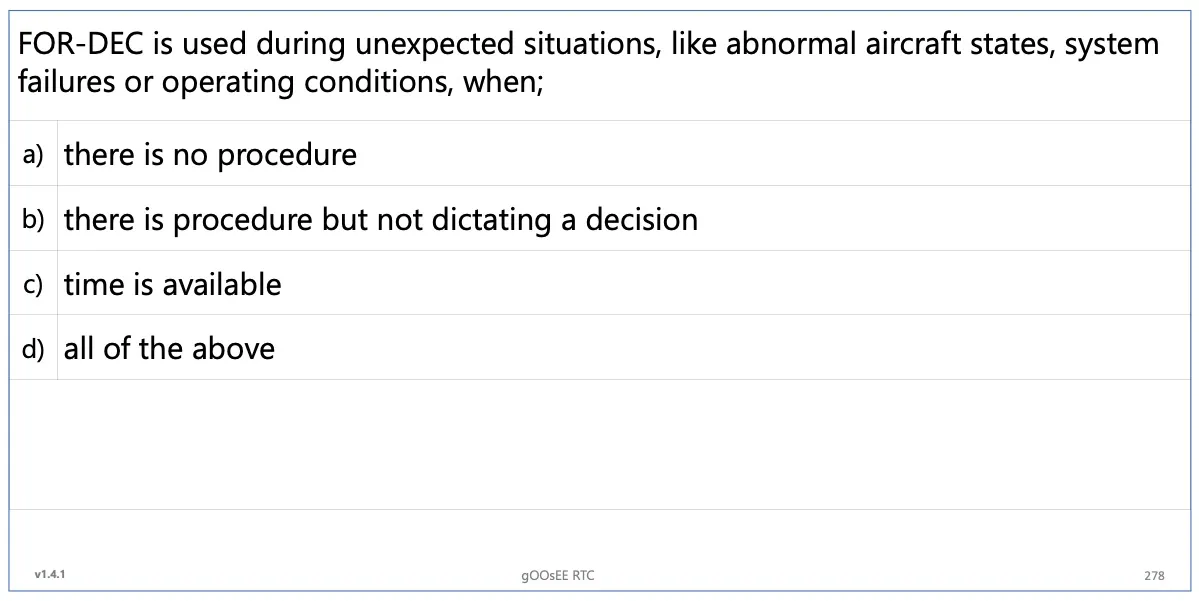 FOR-DEC is used during unexpected situations, like abnormal aircraft states, system
failures or operating conditions, when;
a) there is no procedure
b) there is procedure but not dictating a decision
c) time is available
d) all of the above
v1.4.1 gOOsEE RTC 278